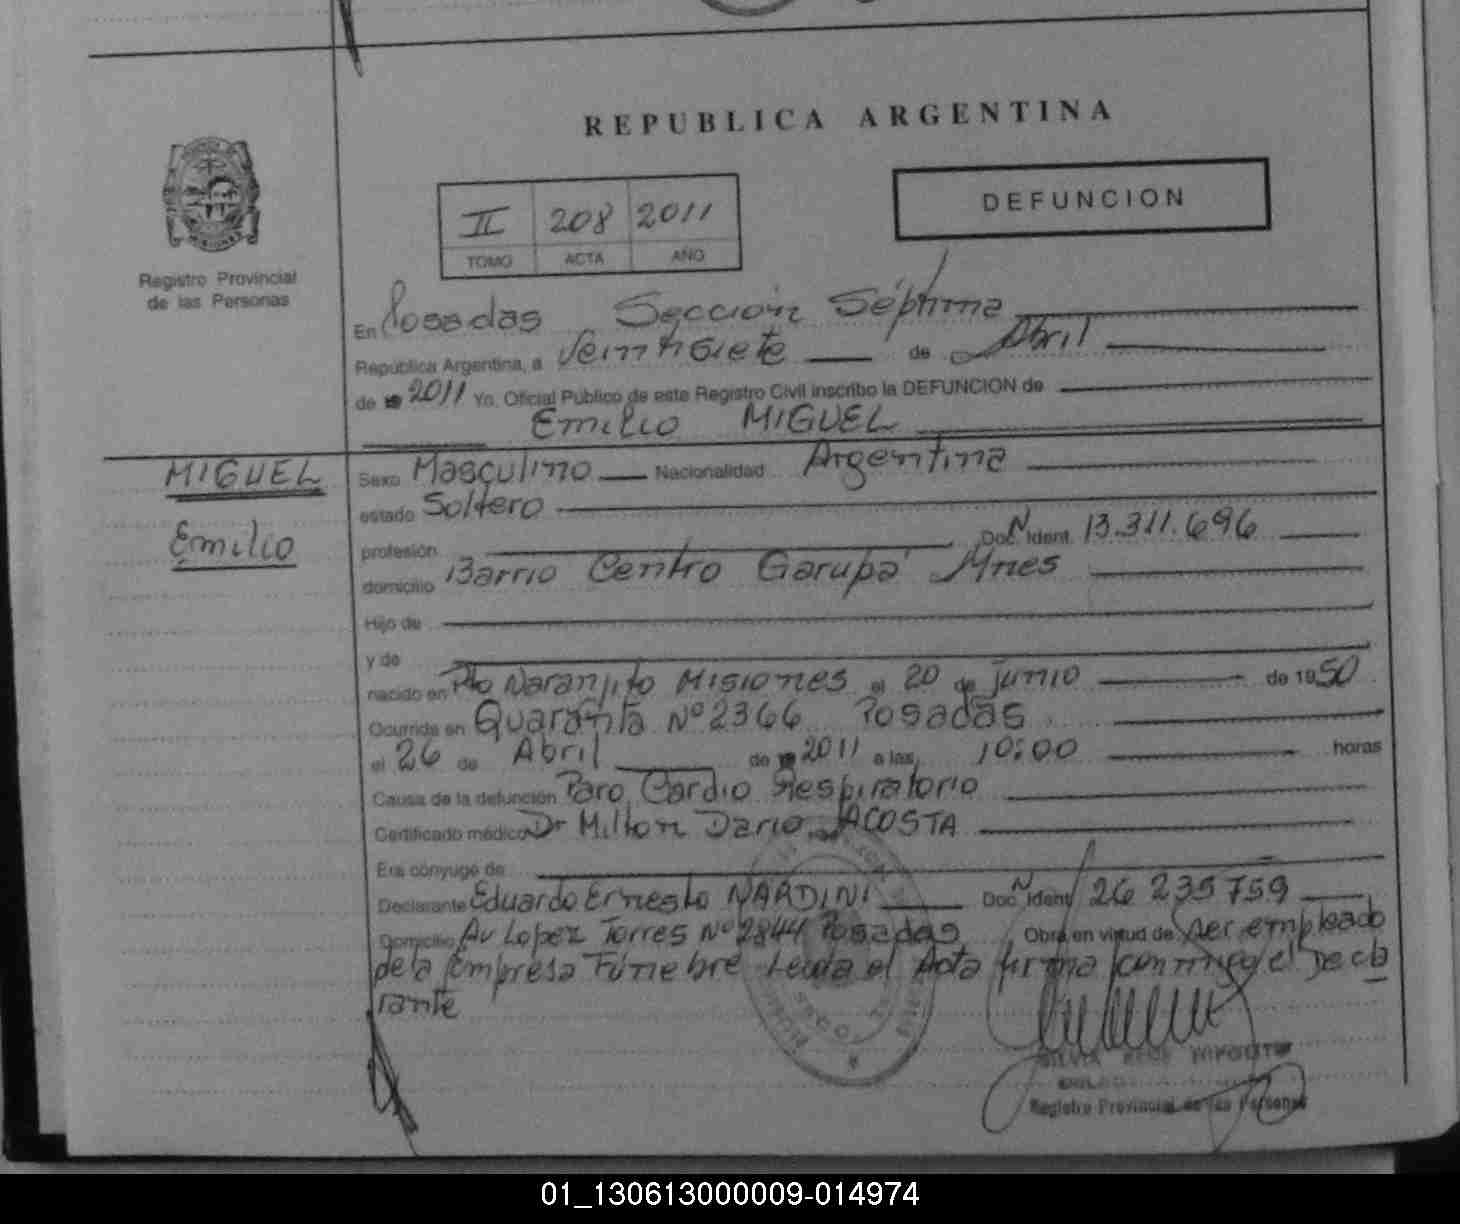 REPUBLICA ARGENTINA
DEFUNCION
II 208 2011
TOMO ACTA AÑO
Registro Provincial
de las Personas
En Posadas Sección Séptima
República Argentina, a Veintisiete de Abril
de 2011 Yo, Oficial Público de este Registro Civil inscribo la DEFUNCION de
Emilio MIGUEL
MIGUEL
Emilio
Sexo Masculino Nacionalidad Argentina
estado Soltero
profesión Doc. N Ident. 13.311.696
domicilio Barrio Centro Garupá Mnes
Hijo de
y de
nacido en Pto Naranjito Misiones el 20 de junio de 1950
Ocurrida en Quaranta Nº 2366 Posadas
el 26 de Abril de 2011 a las 10:00 horas
Causa de la defunción Paro Cardio Respiratorio
Certificado médico Dr Milton Dario ACOSTA
Era cónyuge de
Declarante Eduardo Ernesto NARDINI Doc. N Ident. 26 235 759
Domicilio Av Lopez Torres Nº 2844 Posadas Obra en virtud de ser empleado
de la Empresa Fúnebre Leída el Acta firma conmigo el Decla
rante
SILVIA
Registro Provincial de las Personas
01_130613000009-014974